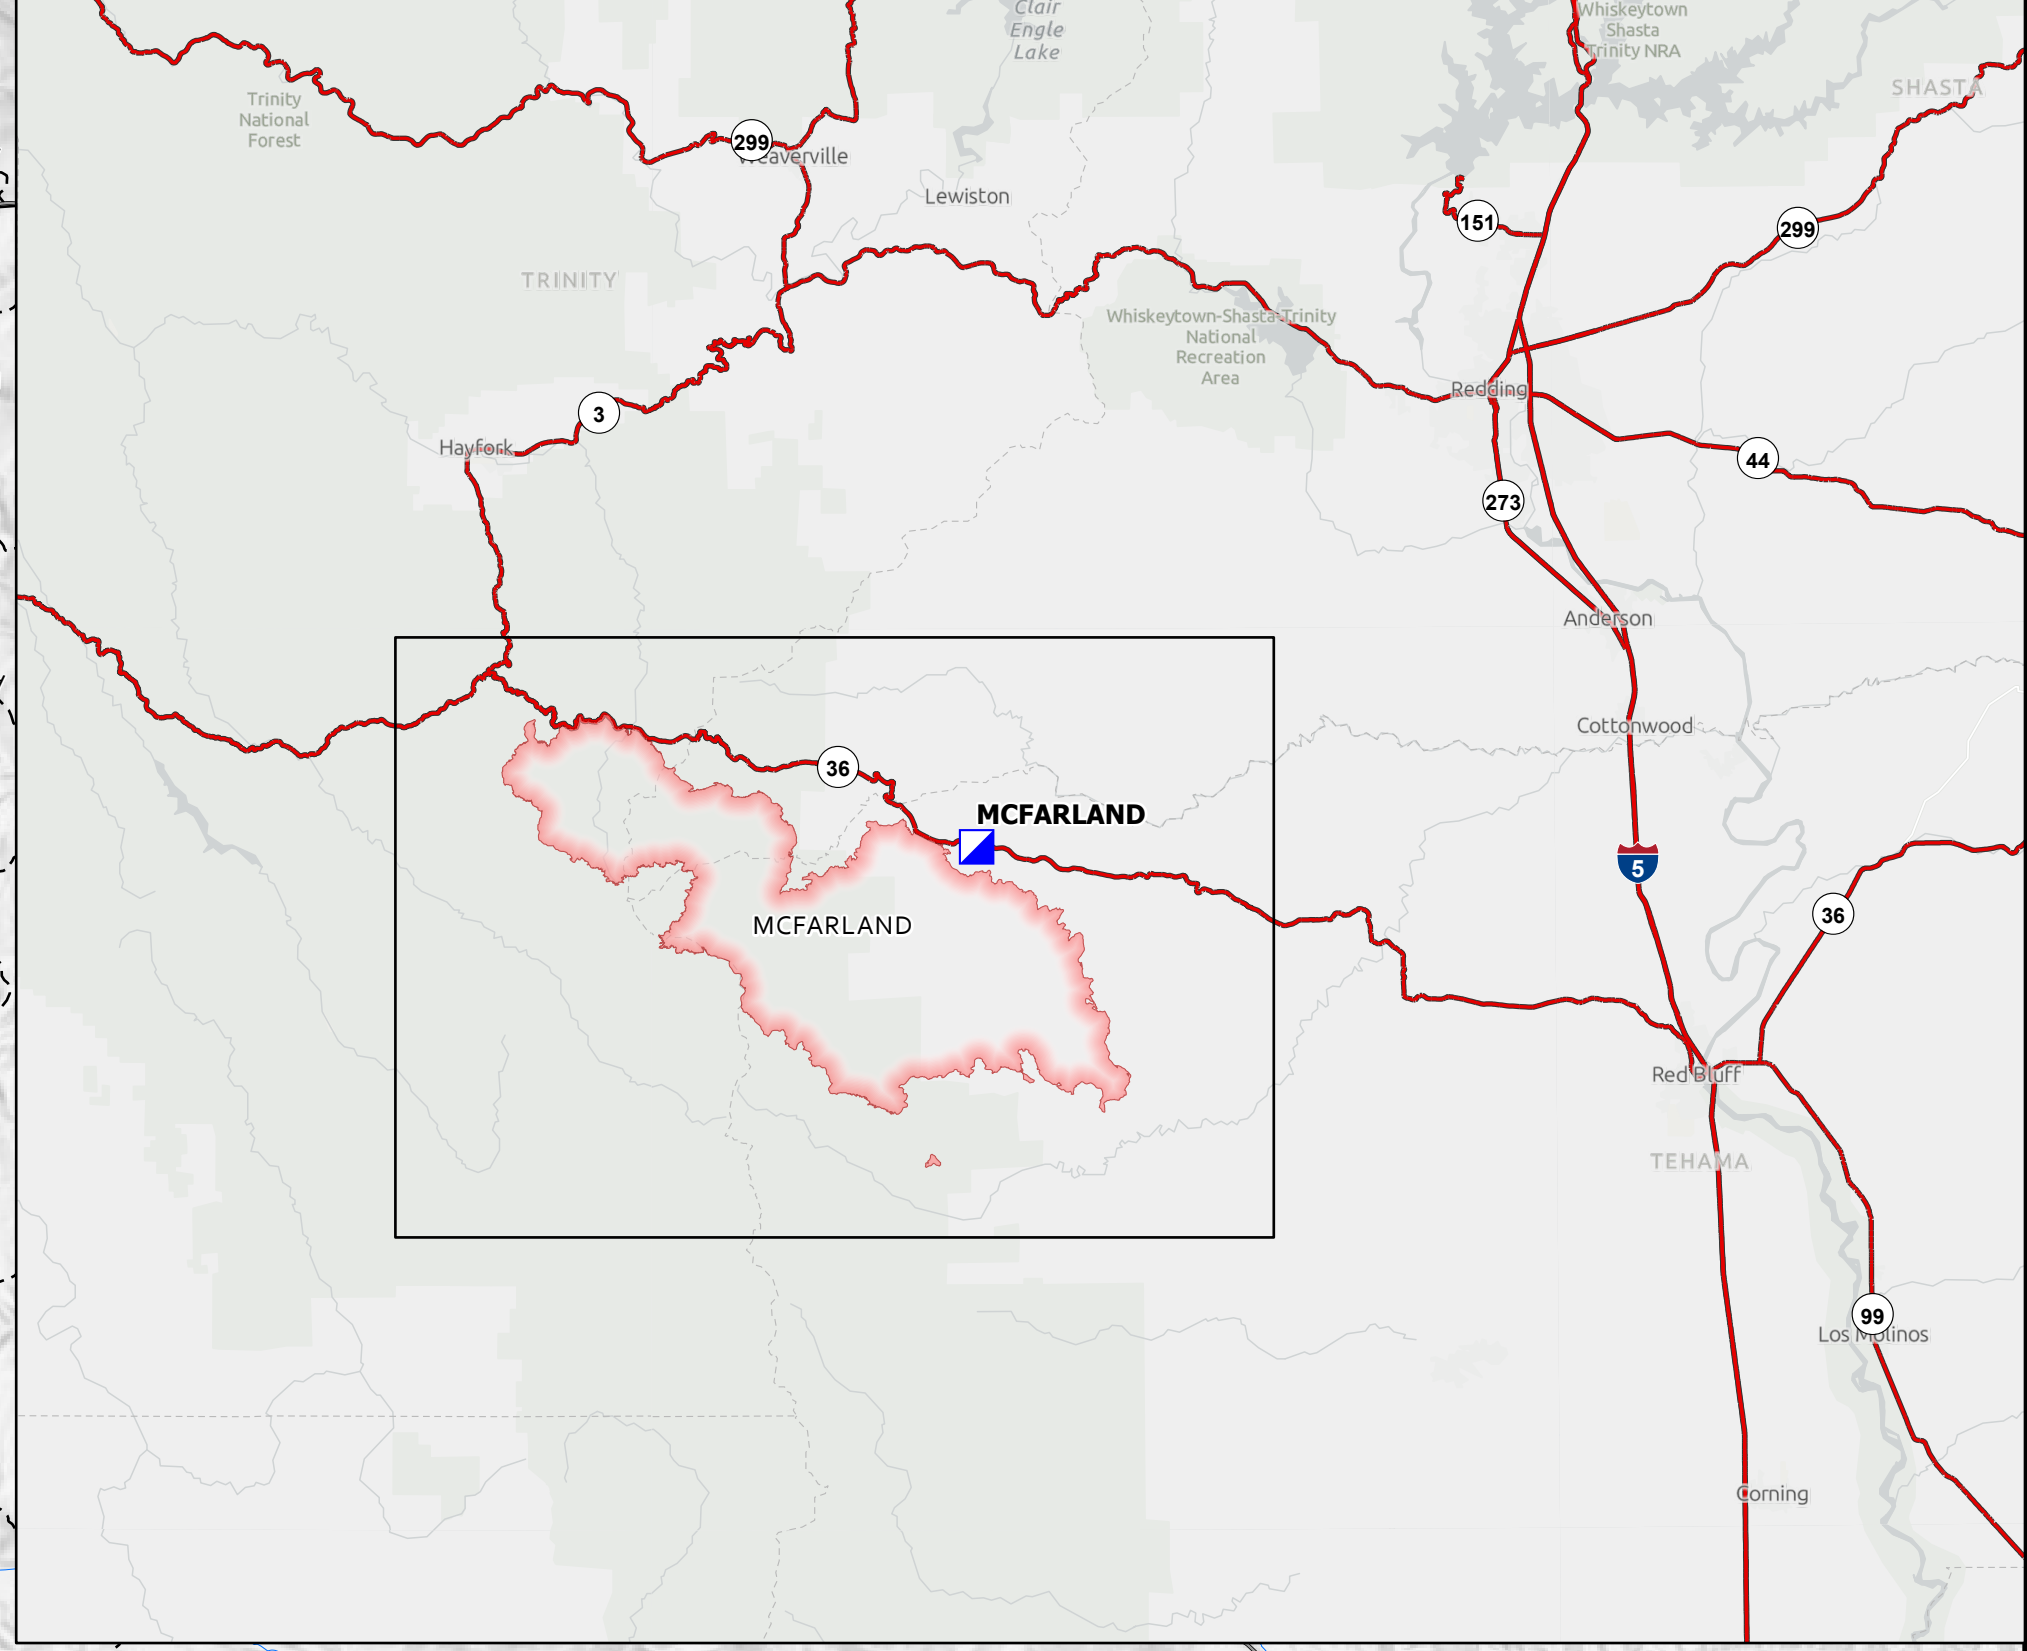 Clair
Engle
Lake
Whiskeytown
Shasta
Trinity NRA
SHASTA
Trinity
National
Forest
299
Weaverville
Lewiston
151
299
TRINITY
Whiskeytown-Shasta-Trinity
National
Recreation
Area
Redding
3
Hayfork
44
273
Anderson
Cottonwood
36
MCFARLAND
5
36
MCFARLAND
Red Bluff
TEHAMA
99
Los Molinos
Corning